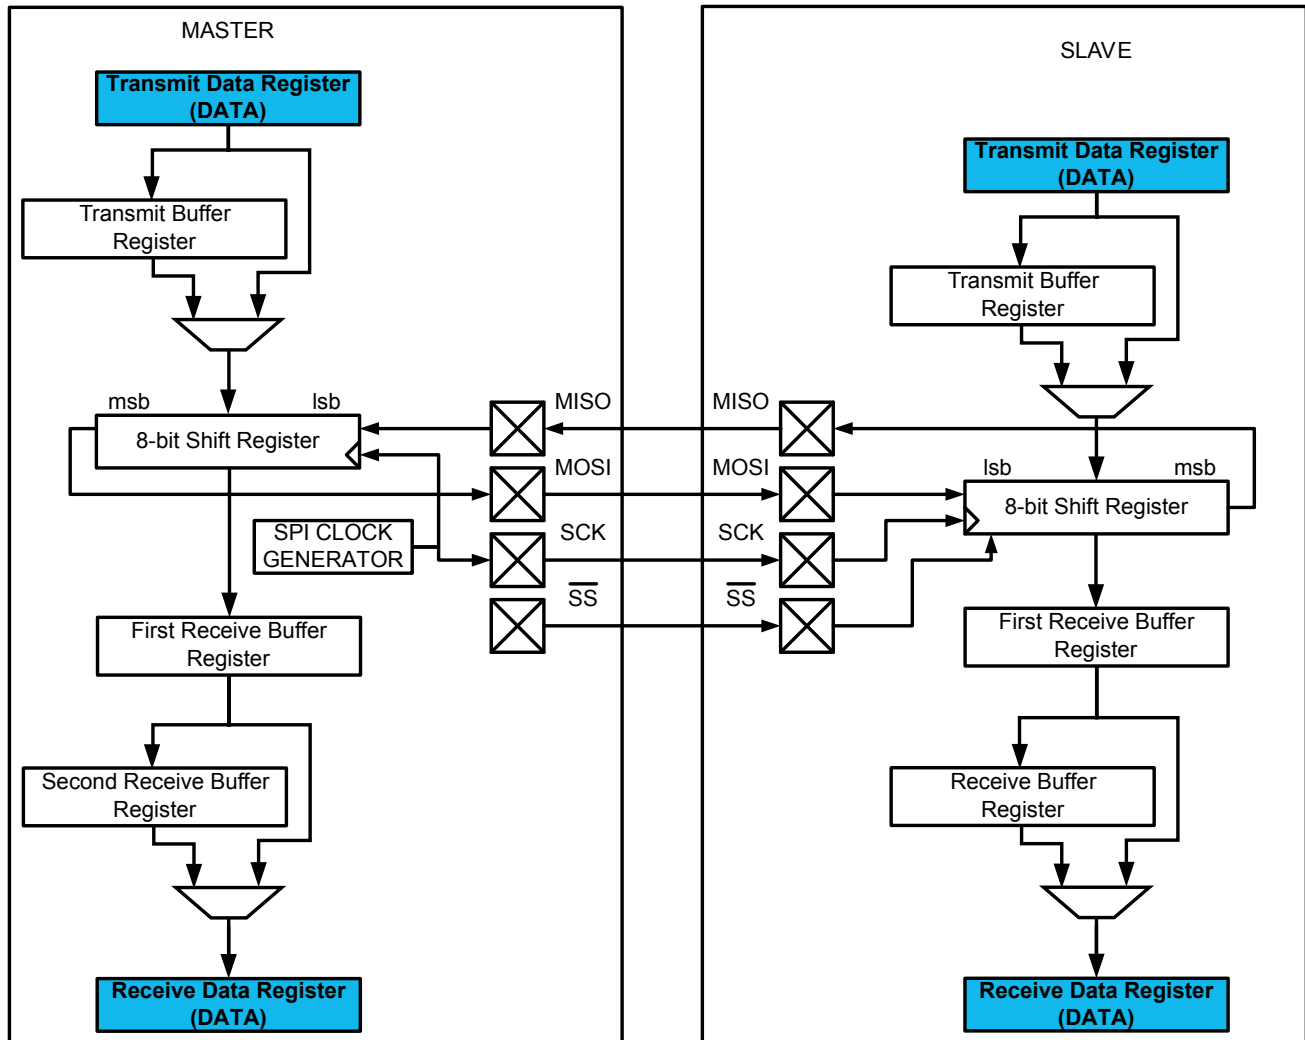 MASTER
Transmit Data Register
(DATA)
Transmit Buffer
Register
msb
lsb
8-bit Shift Register
SPI CLOCK
GENERATOR
First Receive Buffer
Register
Second Receive Buffer
Register
Receive Data Register
(DATA)
MISO
MOSI
SCK
SS
MISO
MOSI
SCK
SS
SLAVE
Transmit Data Register
(DATA)
Transmit Buffer
Register
lsb
msb
8-bit Shift Register
First Receive Buffer
Register
Receive Buffer
Register
Receive Data Register
(DATA)